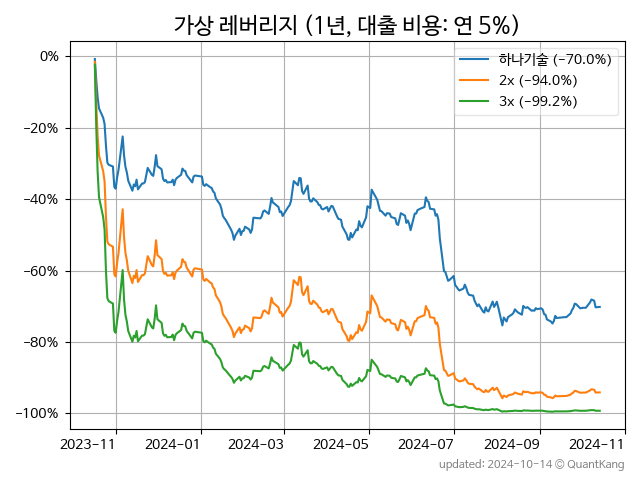 가상 레버리지 (1년, 대출 비용: 연 5%)
하나기술 (−70.0%)
2x (−94.0%)
3x (−99.2%)
0%
−20%
−40%
−60%
−80%
−100%
2023−11 2024−01 2024−03 2024−05 2024−07 2024−09 2024−11
updated: 2024-10-14 © QuantKang